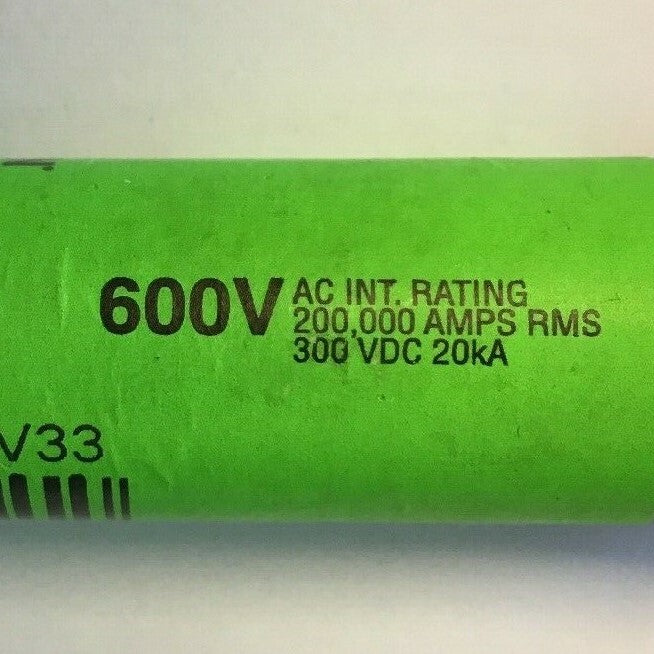 600V AC INT. RATING
200,000 AMPS RMS
300 VDC 20kA
V33